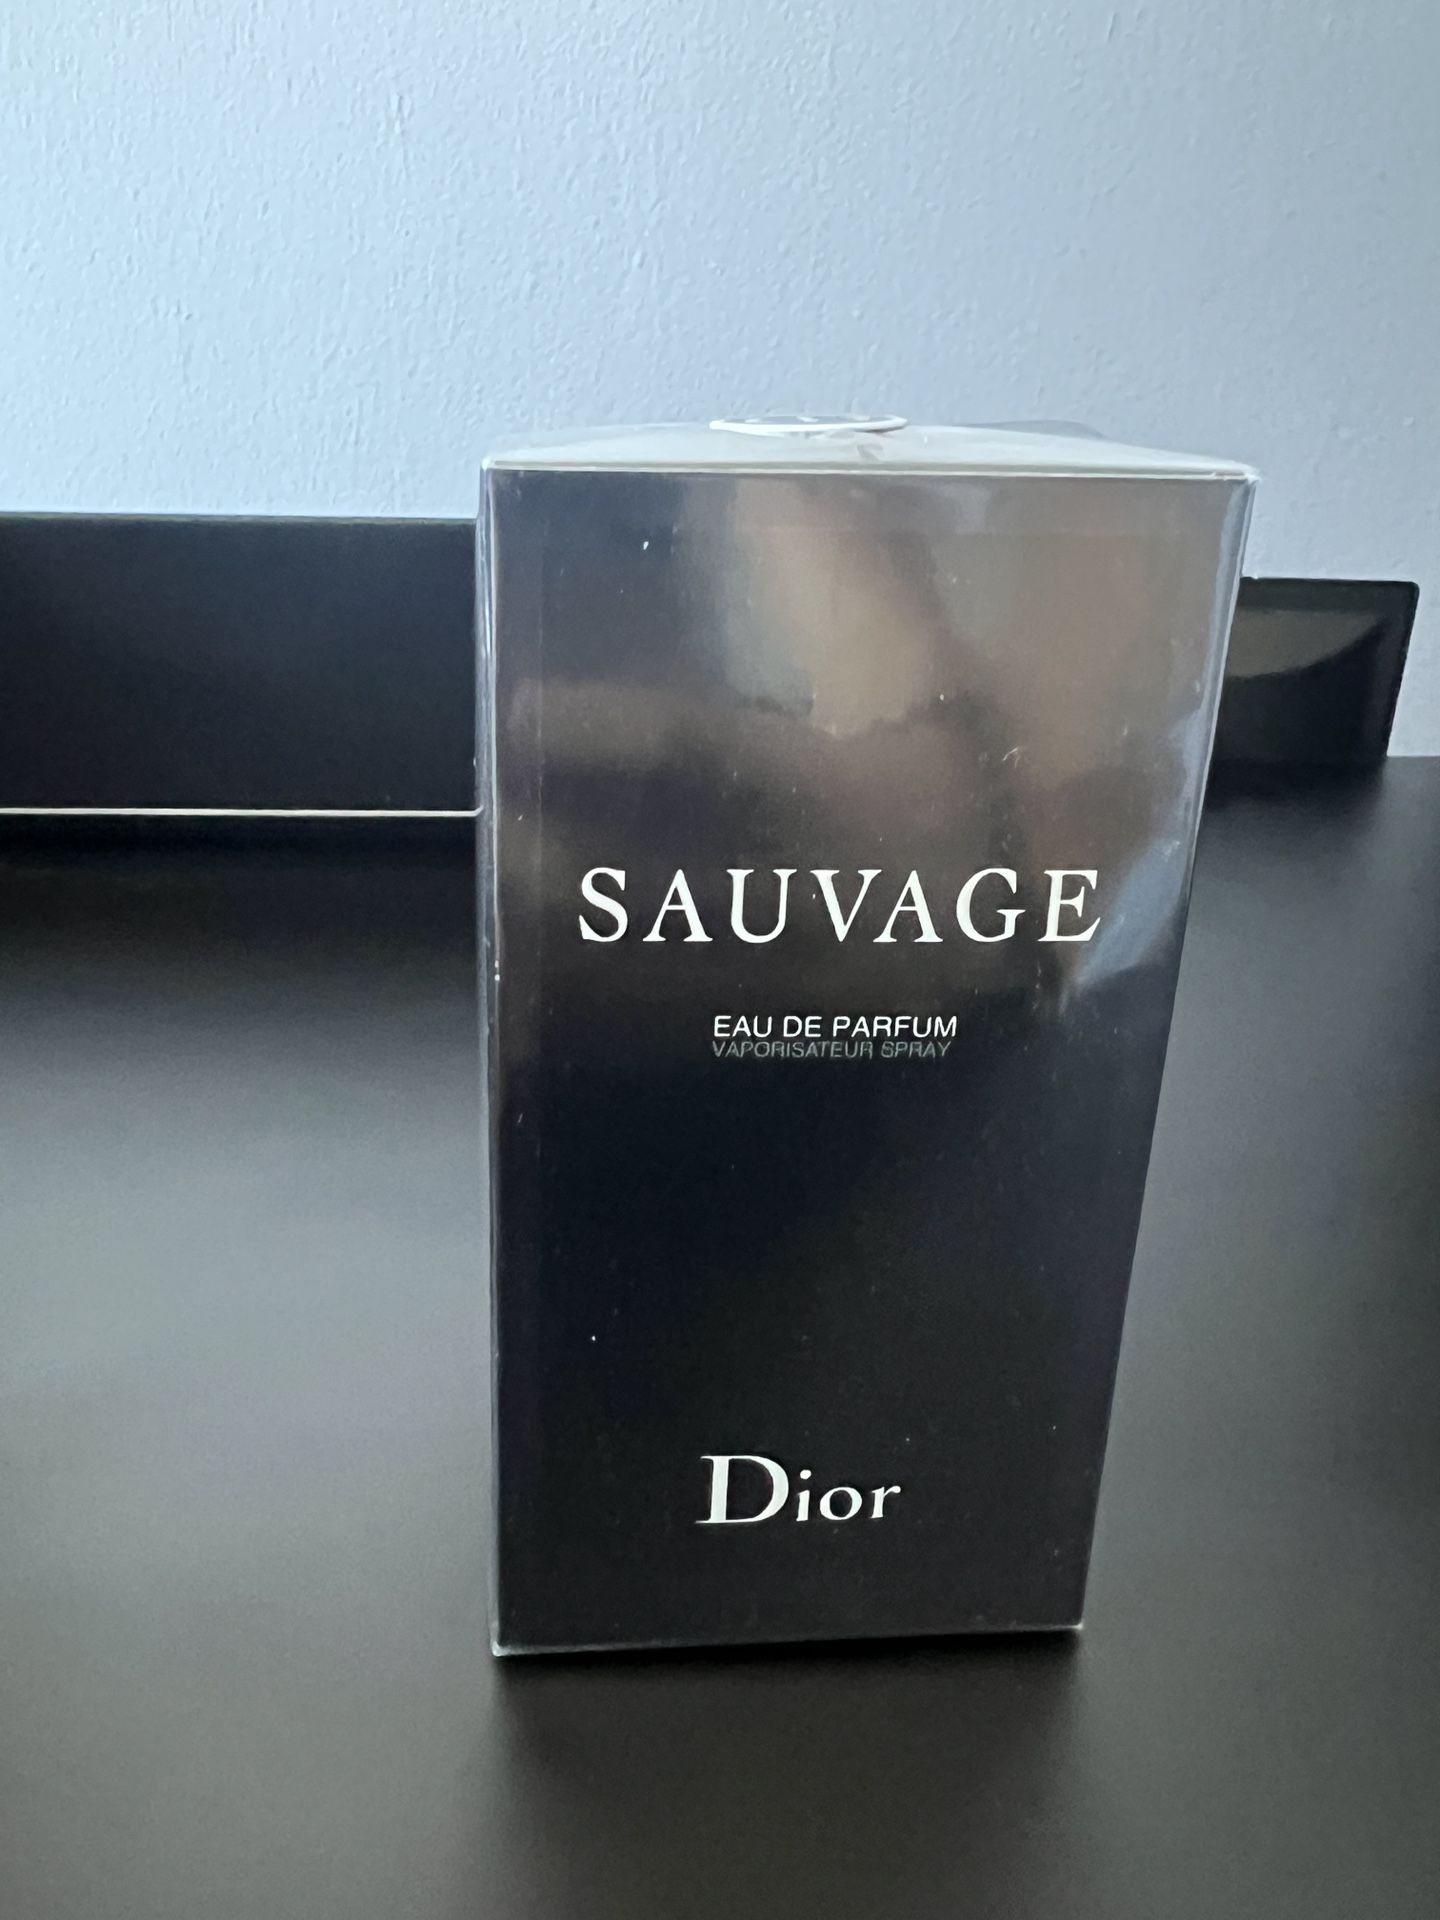 SAUVAGE
EAU DE PARFUM
VAPORISATEUR SPRAY
Dior